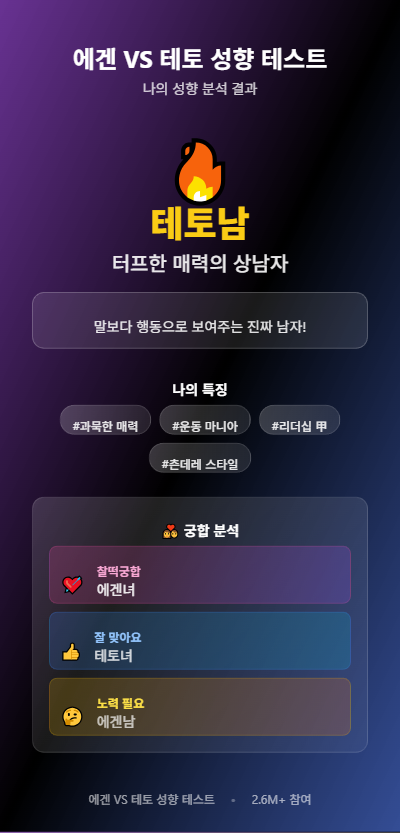 에겐 VS 테토 성향 테스트
나의 성향 분석 결과
테토남
터프한 매력의 상남자
말보다 행동으로 보여주는 진짜 남자!
나의 특징
#과묵한 매력 #운동 마니아 #리더십 甲
#츤데레 스타일
궁합 분석
찰떡궁합
에겐녀
잘 맞아요
테토녀
노력 필요
에겐남
에겐 VS 테토 성향 테스트 • 2.6M+ 참여